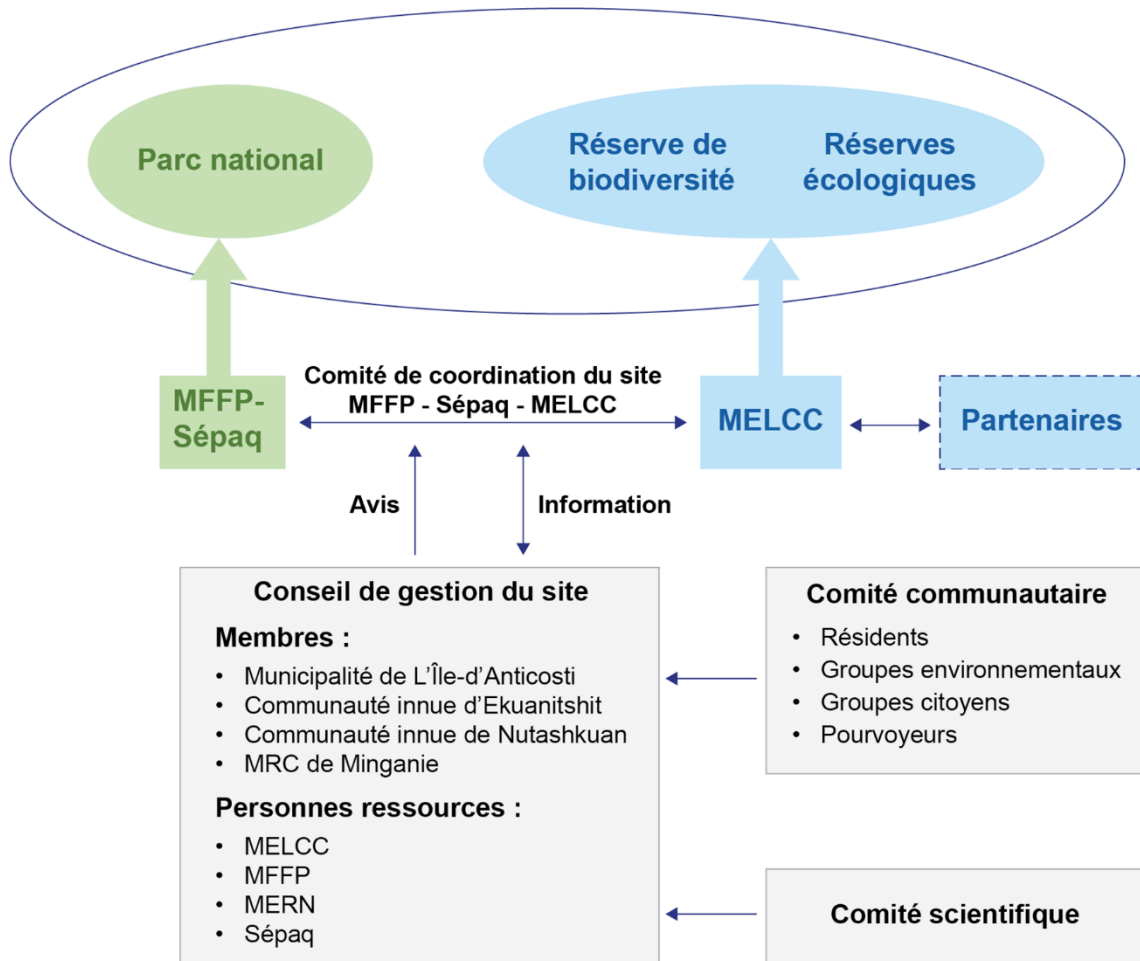 Parc national
Réserve de
biodiversité
Réserves
écologiques
MFFP-
Sépaq
Comité de coordination du site
MFFP - Sépaq - MELCC
MELCC
Partenaires
Avis
Information
Conseil de gestion du site
Membres :
• Municipalité de L'Île-d'Anticosti
• Communauté innue d'Ekuanitshit
• Communauté innue de Nutashkuan
• MRC de Minganie
Personnes ressources :
• MELCC
• MFFP
• MERN
• Sépaq
Comité communautaire
• Résidents
• Groupes environnementaux
• Groupes citoyens
• Pourvoyeurs
Comité scientifique